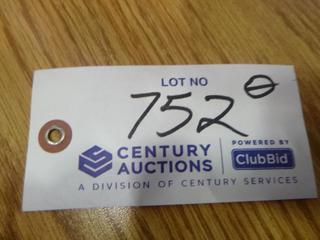 LOT NO
752
CENTURY AUCTIONS
POWERED BY
ClubBid
A DIVISION OF CENTURY SERVICES